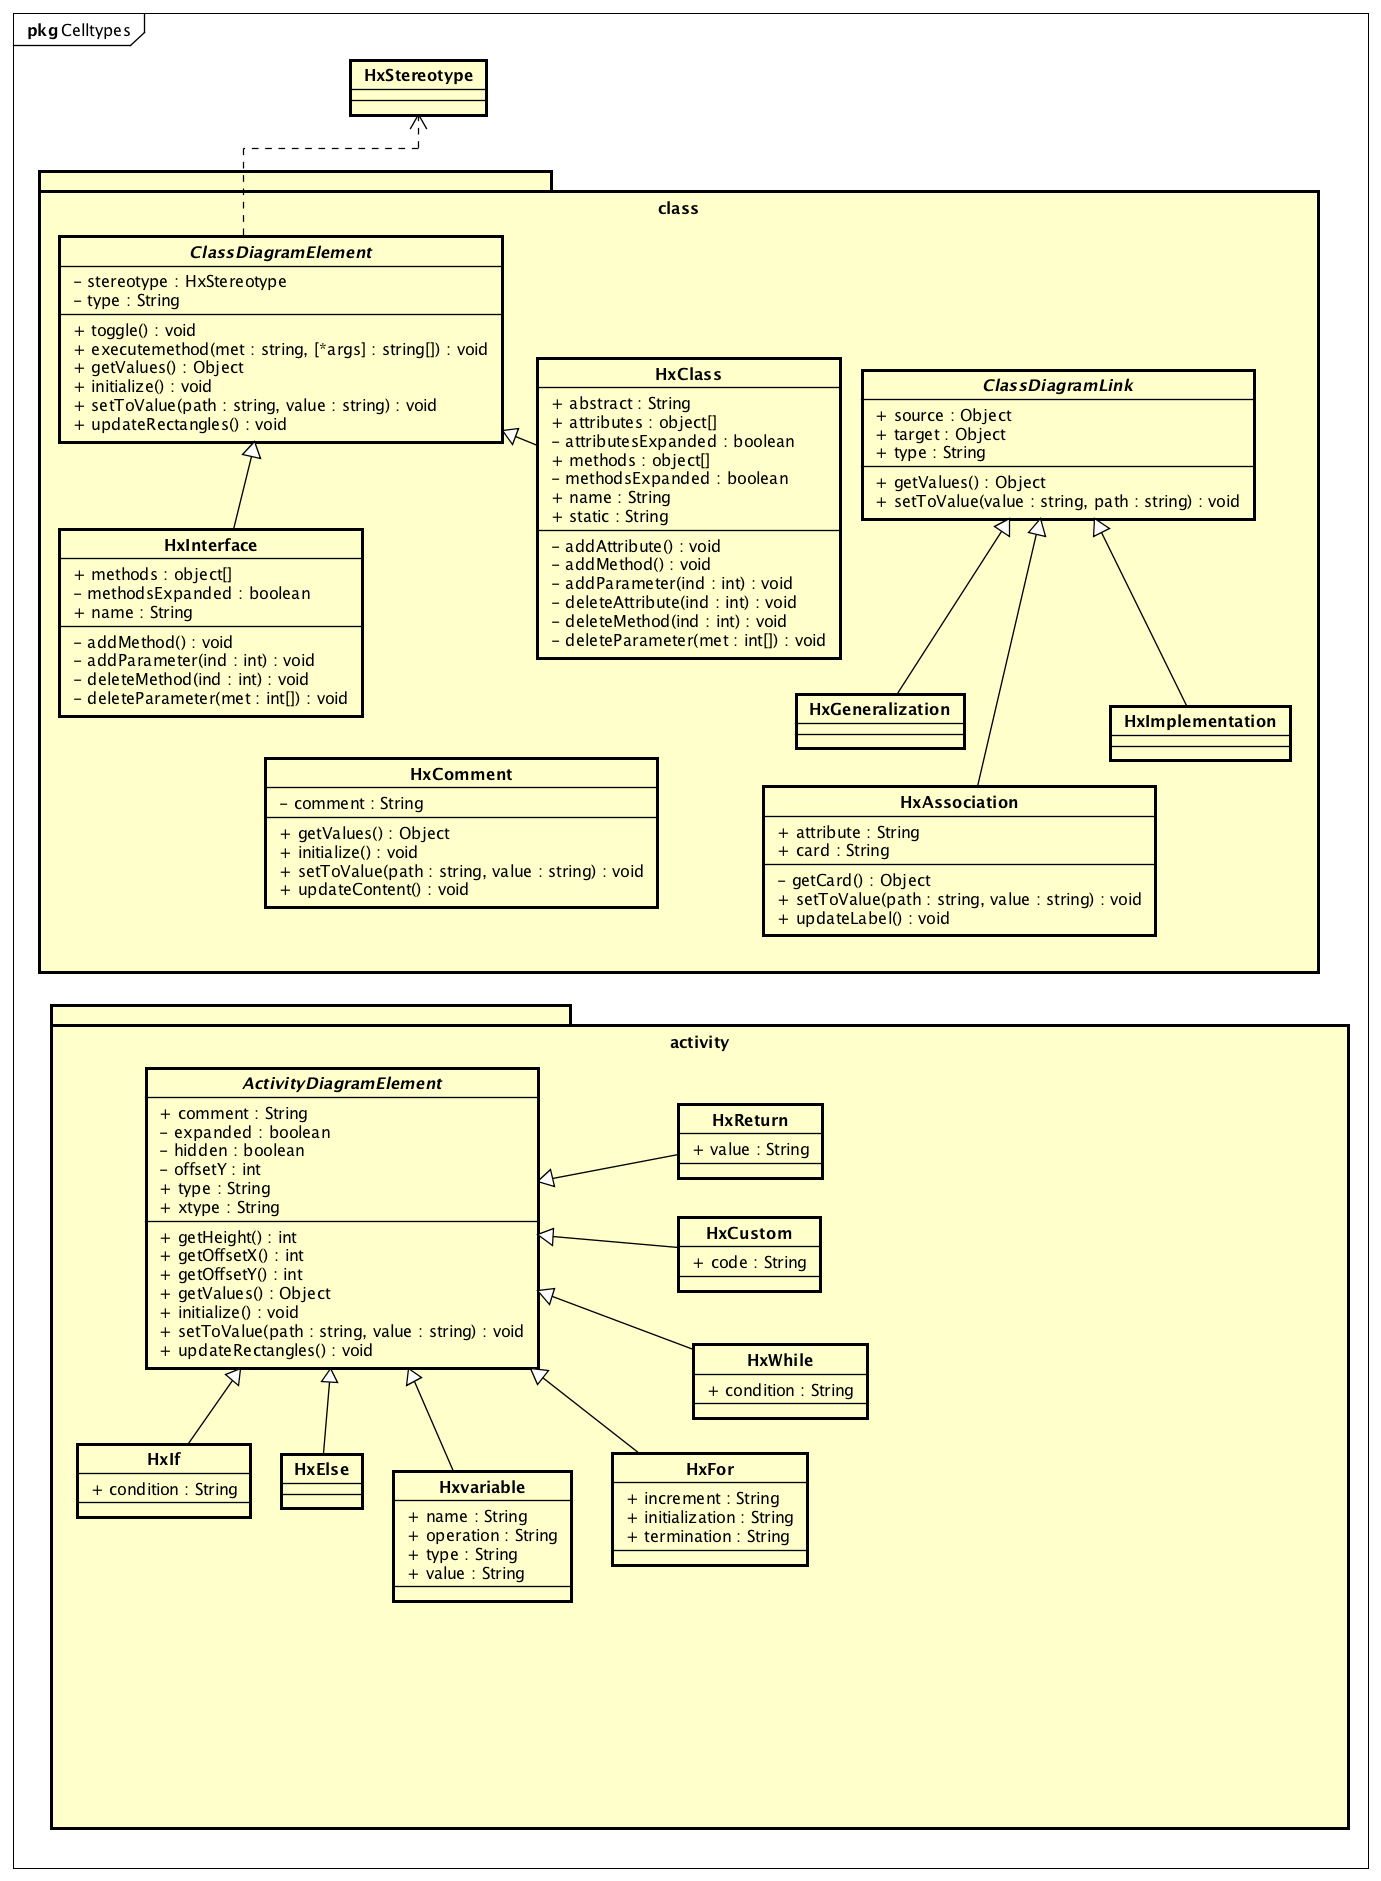 pkg Celltypes
HxStereotype
class
ClassDiagramElement
- stereotype : HxStereotype
- type : String
+ toggle() : void
+ executemethod(met : string, [*args] : string[]) : void
+ getValues() : Object
+ initialize() : void
+ setToValue(path : string, value : string) : void
+ updateRectangles() : void
HxClass
+ abstract : String
+ attributes : object[]
- attributesExpanded : boolean
+ methods : object[]
- methodsExpanded : boolean
+ name : String
+ static : String
- addAttribute() : void
- addMethod() : void
- addParameter(ind : int) : void
- deleteAttribute(ind : int) : void
- deleteMethod(ind : int) : void
- deleteParameter(met : int[]) : void
ClassDiagramLink
+ source : Object
+ target : Object
+ type : String
+ getValues() : Object
+ setToValue(value : string, path : string) : void
HxInterface
+ methods : object[]
- methodsExpanded : boolean
+ name : String
- addMethod() : void
- addParameter(ind : int) : void
- deleteMethod(ind : int) : void
- deleteParameter(met : int[]) : void
HxGeneralization
HxImplementation
HxComment
- comment : String
+ getValues() : Object
+ initialize() : void
+ setToValue(path : string, value : string) : void
+ updateContent() : void
HxAssociation
+ attribute : String
+ card : String
- getCard() : Object
+ setToValue(path : string, value : string) : void
+ updateLabel() : void
activity
ActivityDiagramElement
+ comment : String
- expanded : boolean
- hidden : boolean
- offsetY : int
+ type : String
+ xtype : String
+ getHeight() : int
+ getOffsetX() : int
+ getOffsetY() : int
+ getValues() : Object
+ initialize() : void
+ setToValue(path : string, value : string) : void
+ updateRectangles() : void
HxReturn
+ value : String
HxCustom
+ code : String
HxWhile
+ condition : String
HxIf
+ condition : String
HxElse
Hxvariable
+ name : String
+ operation : String
+ type : String
+ value : String
HxFor
+ increment : String
+ initialization : String
+ termination : String